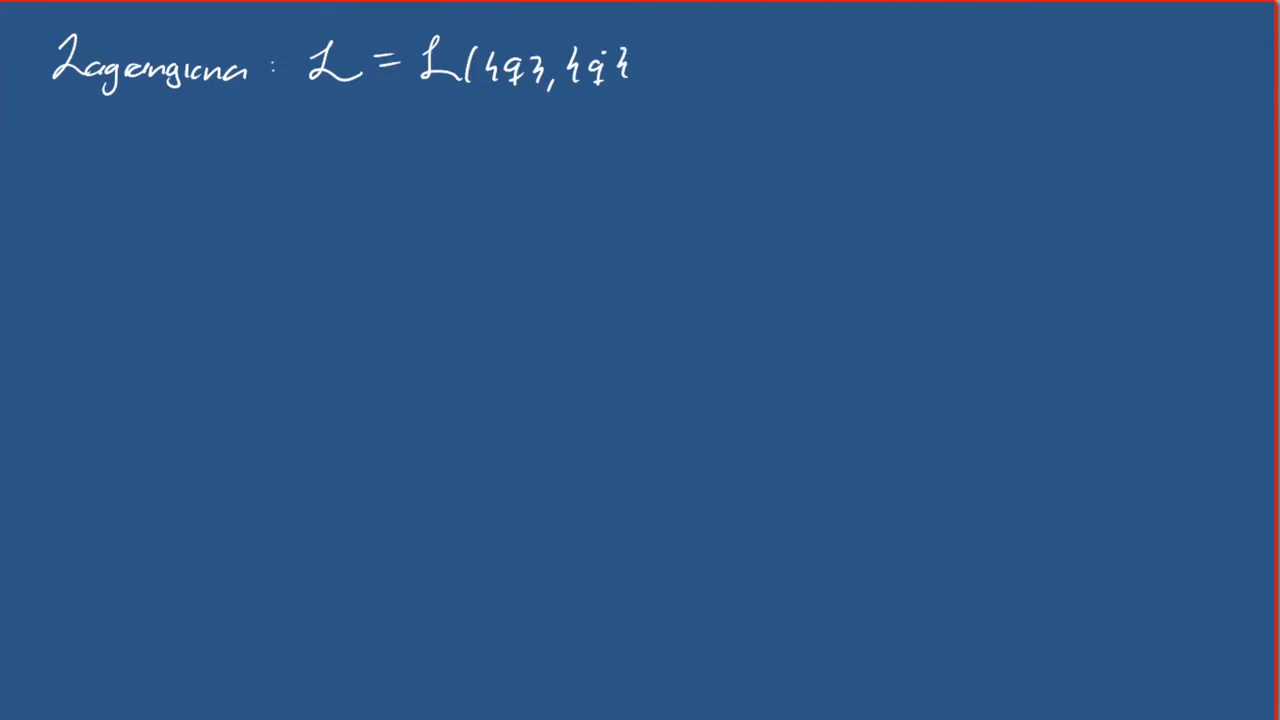 Lagrangiana : L = L({q}, {q̇}